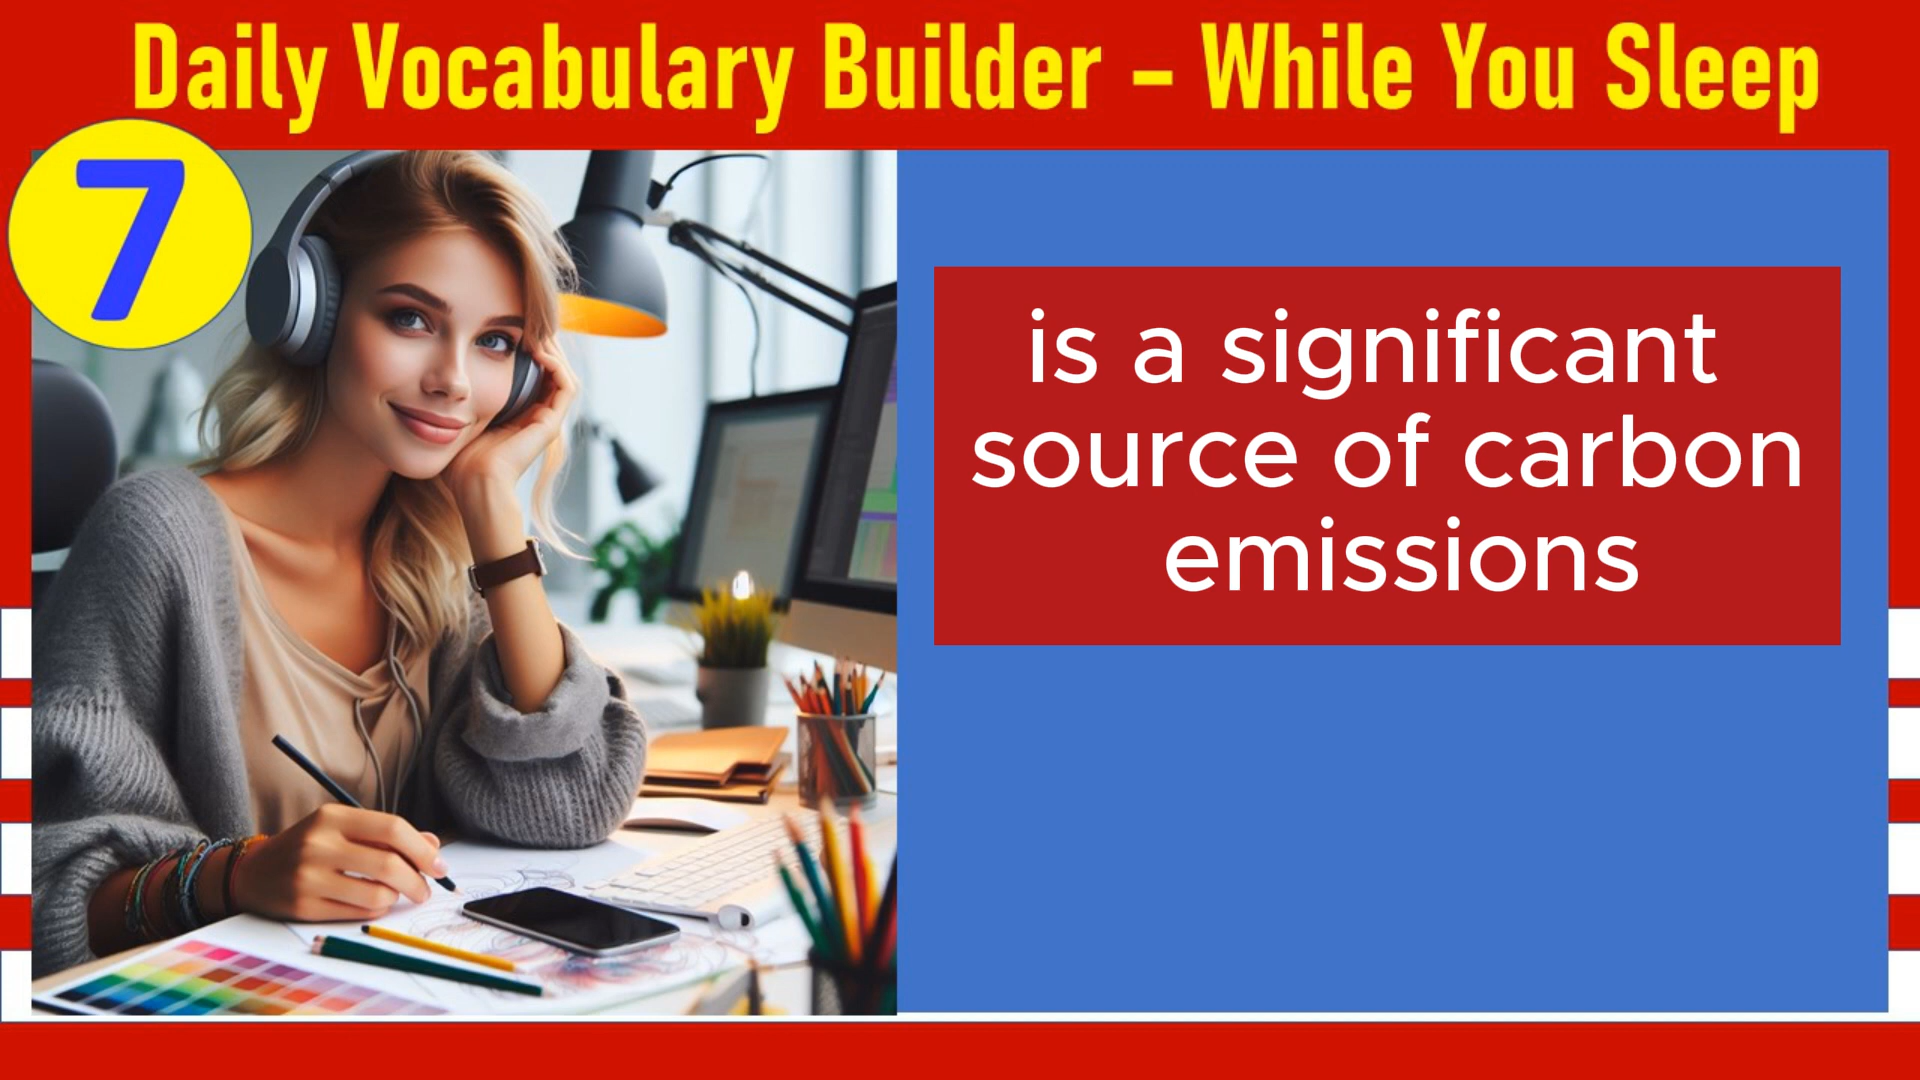 Daily Vocabulary Builder – While You Sleep
7
is a significant
source of carbon
emissions